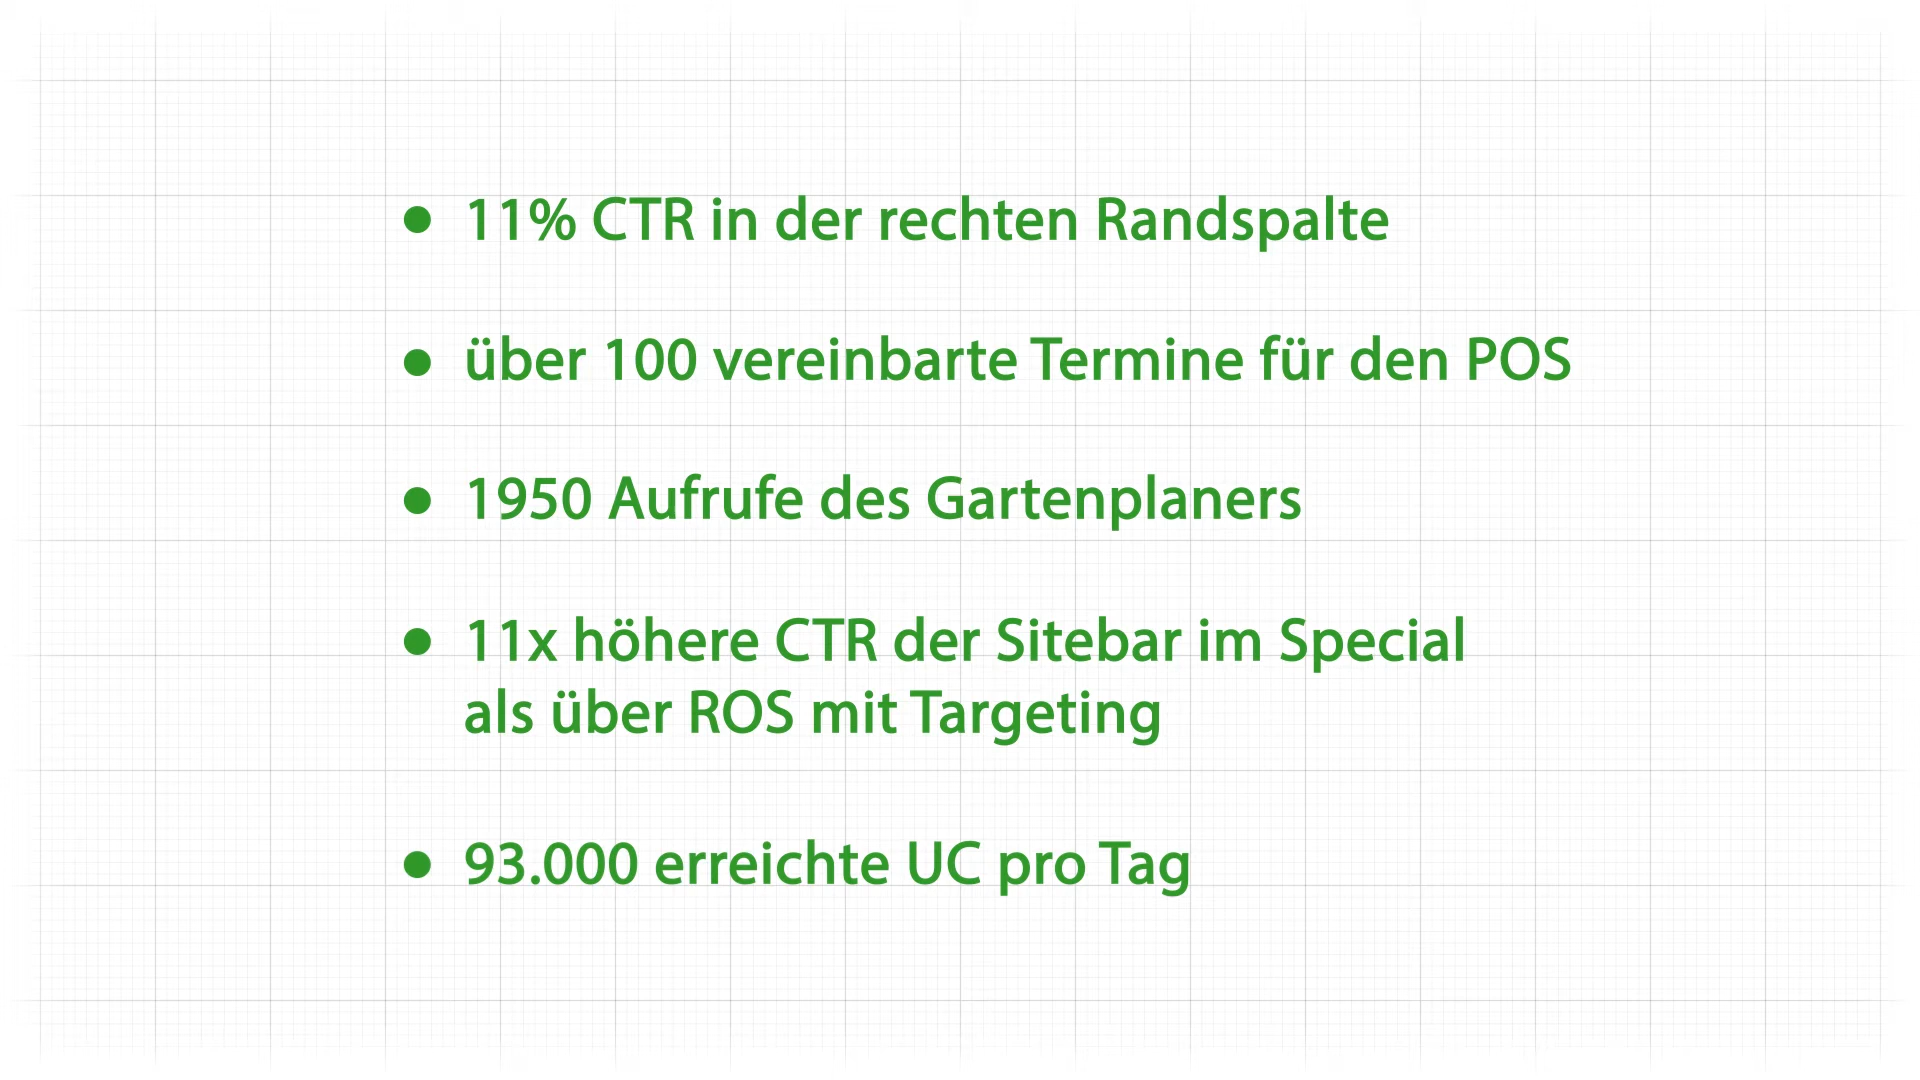 • 11% CTR in der rechten Randspalte
• über 100 vereinbarte Termine für den POS
• 1950 Aufrufe des Gartenplaners
• 11x höhere CTR der Sitebar im Special
als über ROS mit Targeting
• 93.000 erreichte UC pro Tag